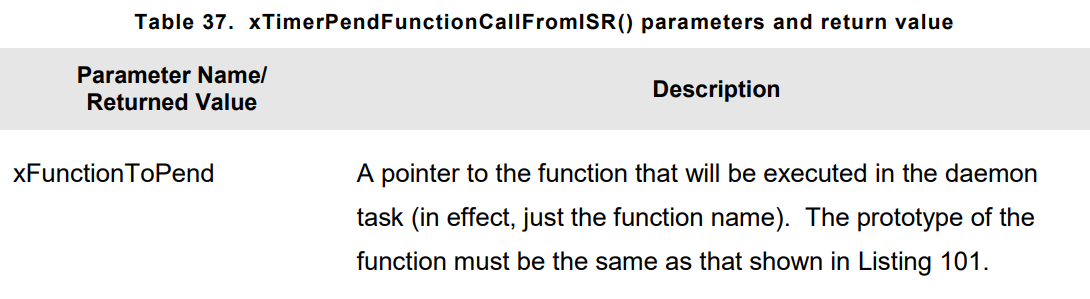 Table 37. xTimerPendFunctionCallFromISR() parameters and return value
Parameter Name/
Returned Value
Description
xFunctionToPend
A pointer to the function that will be executed in the daemon
task (in effect, just the function name). The prototype of the
function must be the same as that shown in Listing 101.